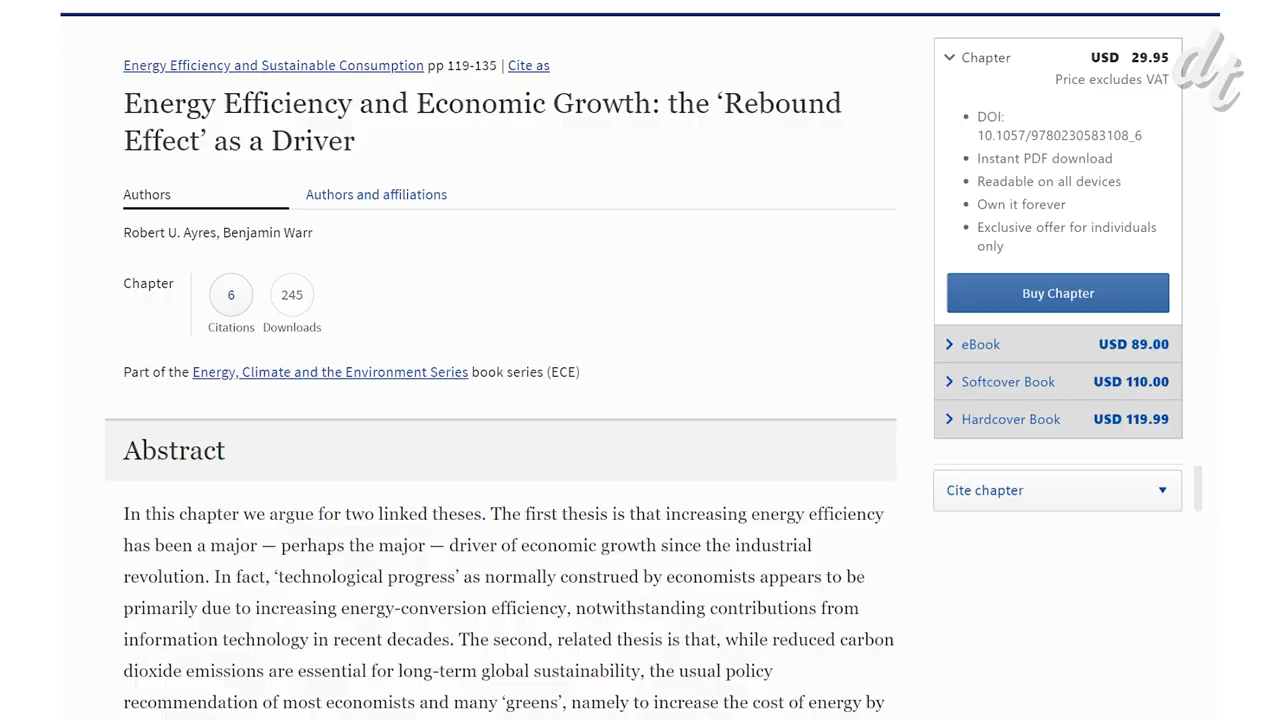 Energy Efficiency and Sustainable Consumption pp 119-135 | Cite as
Energy Efficiency and Economic Growth: the ‘Rebound
Effect’ as a Driver
Authors
Authors and affiliations
Robert U. Ayres, Benjamin Warr
Chapter
6
245
Citations
Downloads
Part of the Energy, Climate and the Environment Series book series (ECE)
Abstract
In this chapter we argue for two linked theses. The first thesis is that increasing energy efficiency
has been a major — perhaps the major — driver of economic growth since the industrial
revolution. In fact, ‘technological progress’ as normally construed by economists appears to be
primarily due to increasing energy-conversion efficiency, notwithstanding contributions from
information technology in recent decades. The second, related thesis is that, while reduced carbon
dioxide emissions are essential for long-term global sustainability, the usual policy
recommendation of most economists and many ‘greens’, namely to increase the cost of energy by
Chapter
USD 29.95
Price excludes VAT
• DOI:
10.1057/9780230583108_6
• Instant PDF download
• Readable on all devices
• Own it forever
• Exclusive offer for individuals
only
Buy Chapter
eBook
USD 89.00
Softcover Book
USD 110.00
Hardcover Book
USD 119.99
Cite chapter
dt